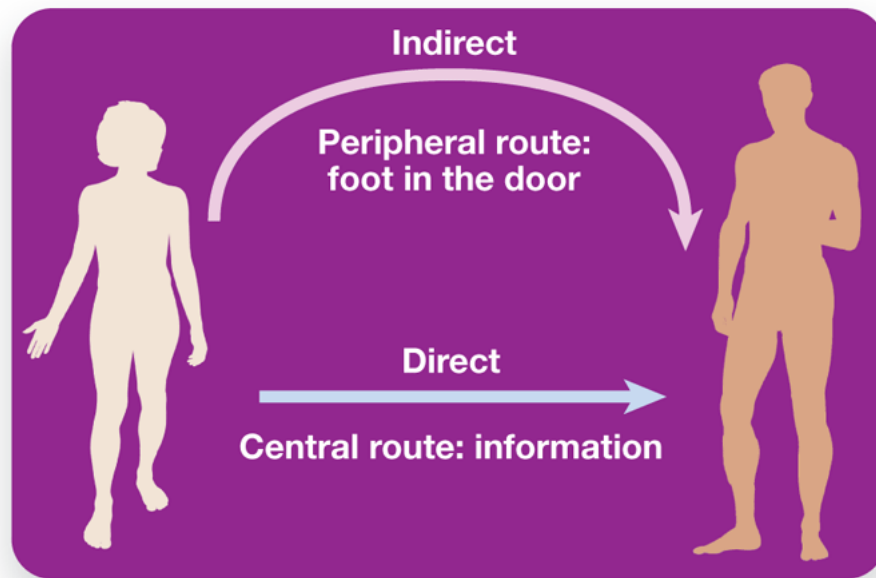 Indirect
Peripheral route:
foot in the door
Direct
Central route: information